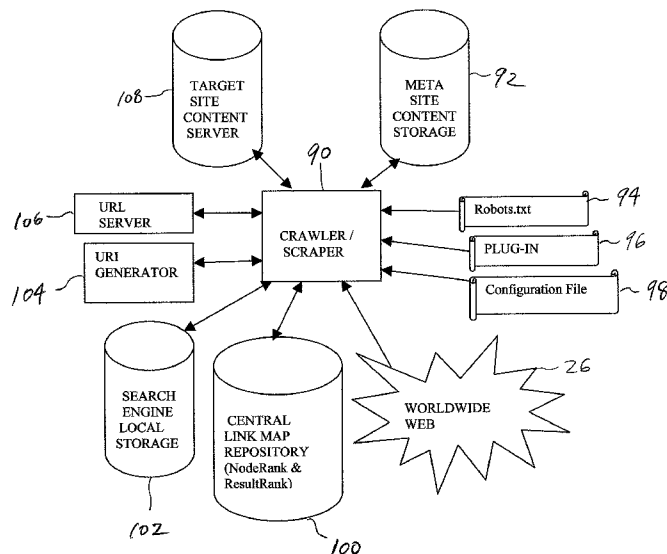 108
TARGET
SITE
CONTENT
SERVER
META
SITE
CONTENT
STORAGE
92
90
106
URL
SERVER
CRAWLER /
SCRAPER
Robots.txt
94
PLUG-IN
96
Configuration File
98
104
URI
GENERATOR
SEARCH
ENGINE
LOCAL
STORAGE
102
CENTRAL
LINK MAP
REPOSITORY
(NodeRank &
ResultRank)
100
WORLDWIDE
WEB
26